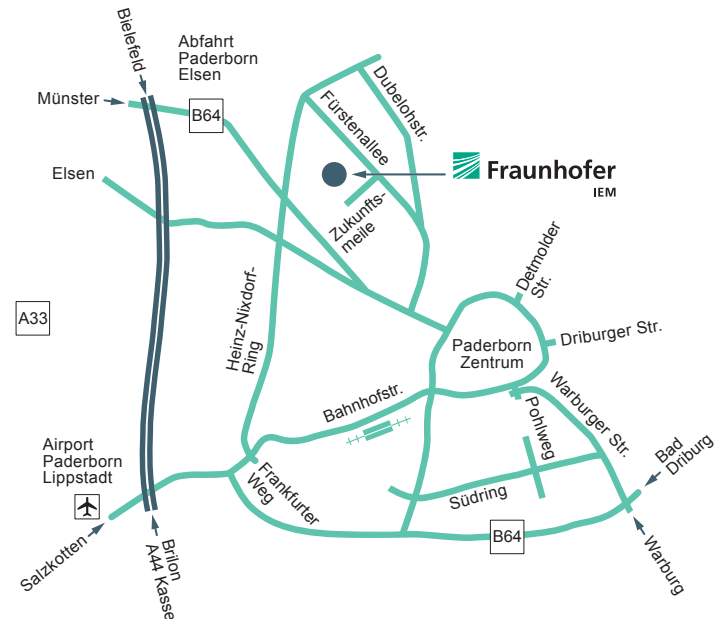 Bielefeld
Abfahrt
Paderborn
Elsen
Münster
B64
Dubelohstr.
Fürstenallee
Fraunhofer
IEM
Elsen
Zukunfts-
meile
Detmolder
Str.
A33
Heinz-Nixdorf-
Ring
Paderborn
Zentrum
Driburger Str.
Bahnhofstr.
Warburger Str.
Pohlweg
Airport
Paderborn
Lippstadt
Frankfurter
Weg
Südring
Bad
Driburg
B64
Salzkotten
Brilon
A44 Kasse
Warburg